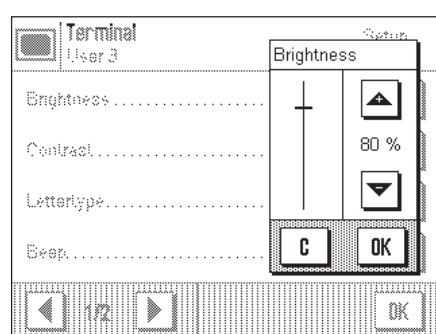 Terminal
User 3
Setup
Brightness
Brightness..................
80 %
Contrast.....................
Lettertype...................
C
OK
Beep..........................
1/2
OK